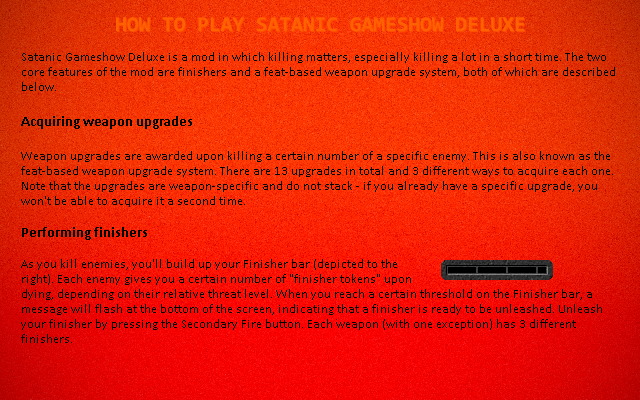 HOW TO PLAY SATANIC GAMESHOW DELUXE
Satanic Gameshow Deluxe is a mod in which killing matters, especially killing a lot in a short time. The two
core features of the mod are finishers and a feat-based weapon upgrade system, both of which are described
below.
Acquiring weapon upgrades
Weapon upgrades are awarded upon killing a certain number of a specific enemy. This is also known as the
feat-based weapon upgrade system. There are 13 upgrades in total and 3 different ways to acquire each one.
Note that the upgrades are weapon-specific and do not stack - if you already have a specific upgrade, you
won't be able to acquire it a second time.
Performing finishers
As you kill enemies, you'll build up your Finisher bar (depicted to the
right). Each enemy gives you a certain number of "finisher tokens" upon
dying, depending on their relative threat level. When you reach a certain threshold on the Finisher bar, a
message will flash at the bottom of the screen, indicating that a finisher is ready to be unleashed. Unleash
your finisher by pressing the Secondary Fire button. Each weapon (with one exception) has 3 different
finishers.